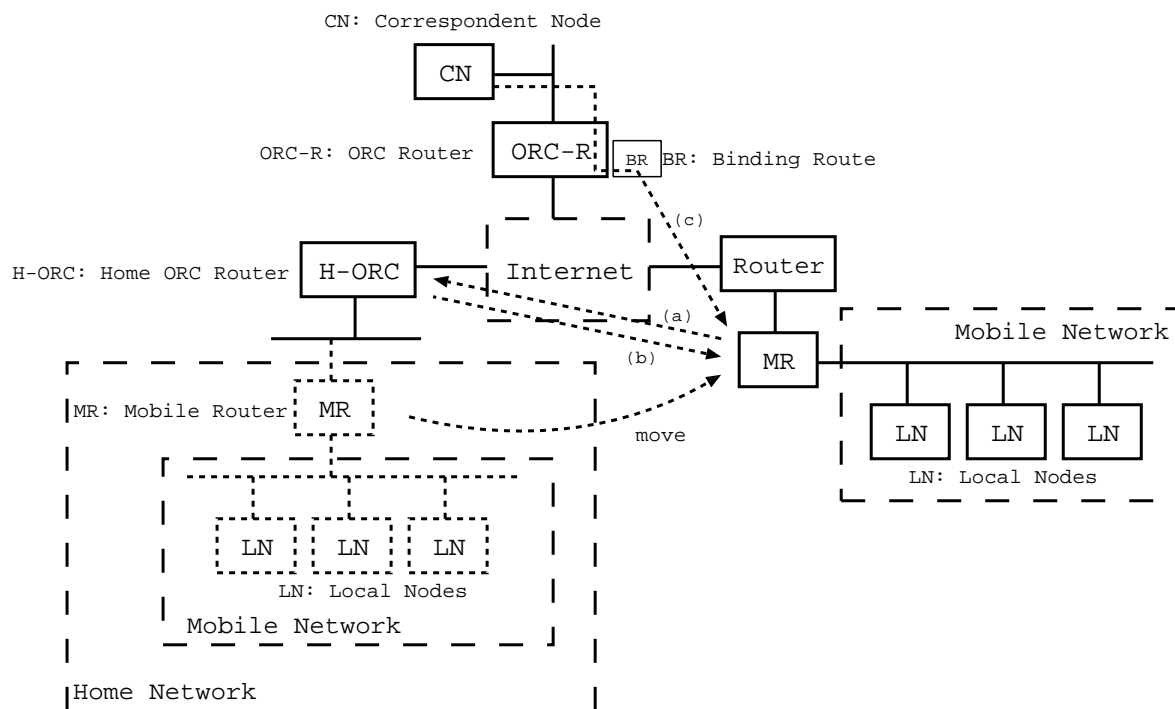 CN: Correspondent Node
CN
ORC-R: ORC Router
ORC-R
BR
BR: Binding Route
(c)
H-ORC: Home ORC Router
H-ORC
Internet
Router
(a)
(b)
MR
Mobile Network
MR: Mobile Router
MR
move
LN
LN
LN
LN: Local Nodes
LN
LN
LN
LN: Local Nodes
Mobile Network
Home Network